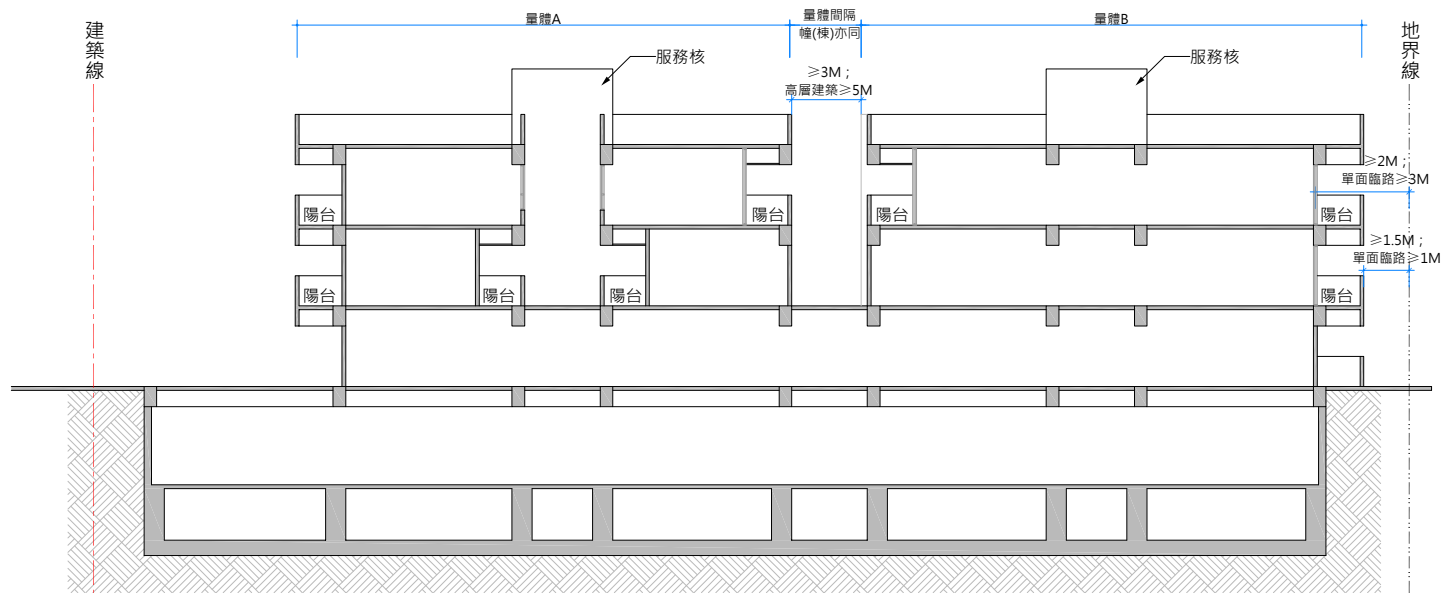 量體A
量體間隔
幢(棟)亦同
量體B
建築線
地界線
服務核
服務核
≥3M；
高層建築≥5M
≥2M；
單面臨路≥3M
陽台
陽台
陽台
陽台
≥1.5M；
單面臨路≥1M
陽台
陽台
陽台
陽台